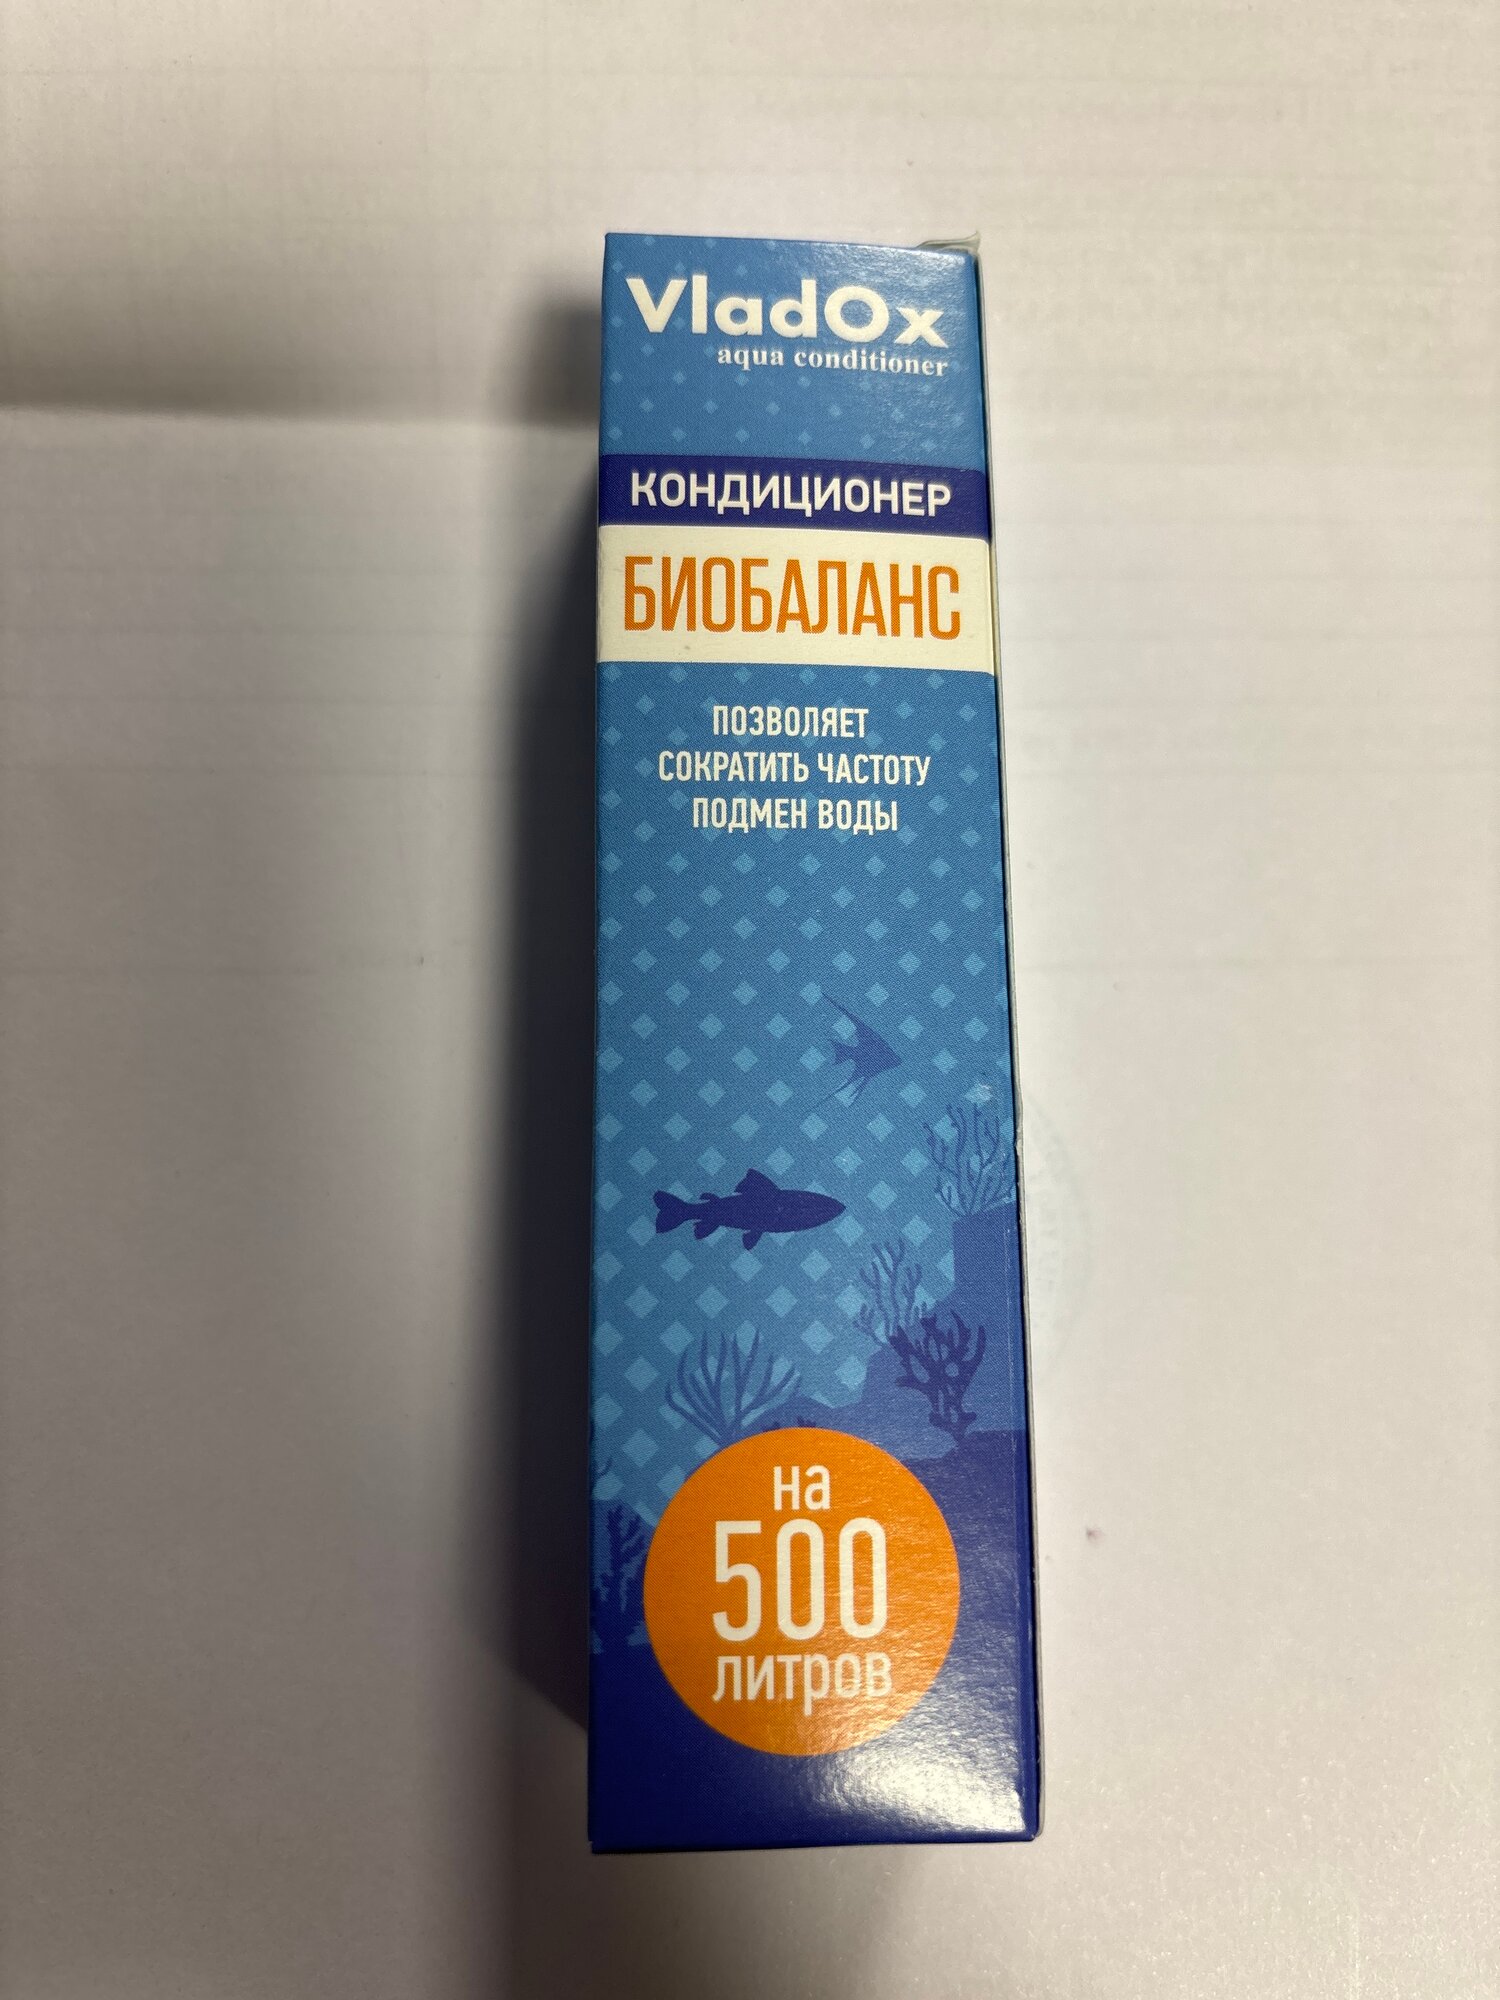 VladOx
aqua conditioner
КОНДИЦИОНЕР
БИОБАЛАНС
ПОЗВОЛЯЕТ
СОКРАТИТЬ ЧАСТОТУ
ПОДМЕН ВОДЫ
на
500
литров